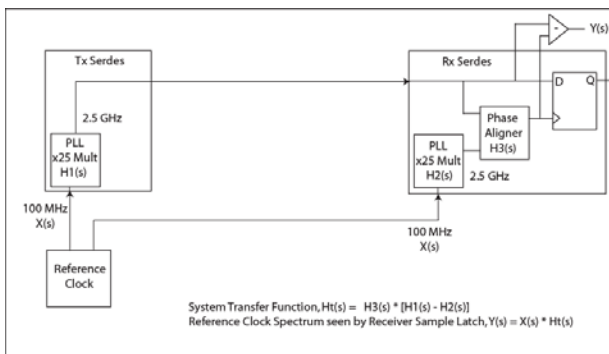 Tx Serdes
2.5 GHz
PLL
x25 Mult
H1(s)
100 MHz
X(s)
Reference
Clock
Y(s)
-
Rx Serdes
D
Q
Phase
Aligner
H3(s)
PLL
x25 Mult
H2(s)
2.5 GHz
100 MHz
X(s)
System Transfer Function, Ht(s) = H3(s) * [H1(s) - H2(s)]
Reference Clock Spectrum seen by Receiver Sample Latch, Y(s) = X(s) * Ht(s)